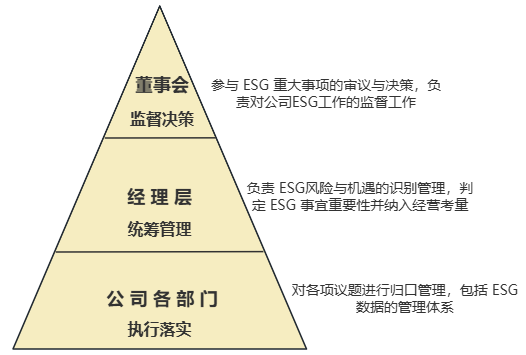 董事会
监督决策
参与 ESG 重大事项的审议与决策，负
责对公司ESG工作的监督工作
经 理 层
统筹管理
负责 ESG风险与机遇的识别管理，判
定 ESG 事宜重要性并纳入经营考量
公 司 各 部 门
执行落实
对各项议题进行归口管理，包括 ESG
数据的管理体系